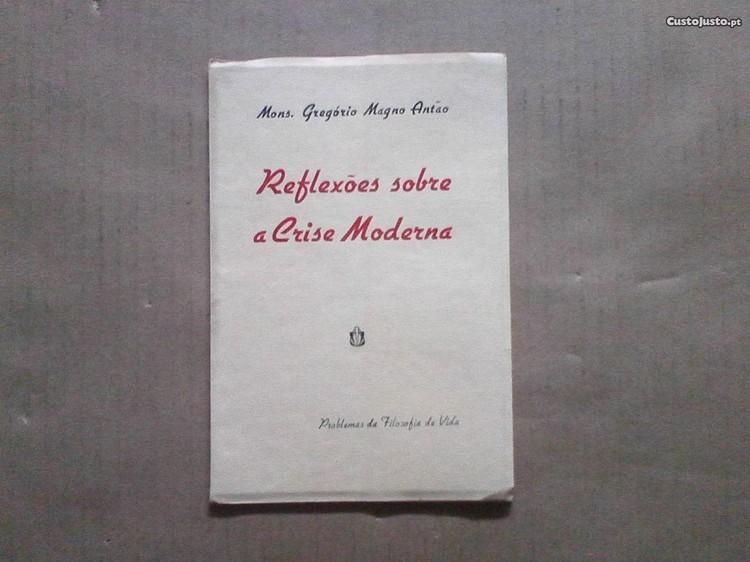 CustoJusto.pt
Mons. Gregório Magno Antão
Reflexões sobre
a Crise Moderna
Problemas da Filosofia de Vida